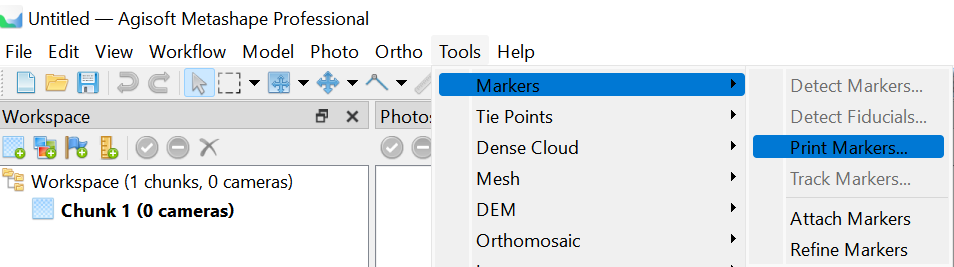 Untitled — Agisoft Metashape Professional
File Edit View Workflow Model Photo Ortho Tools Help
Markers
Detect Markers...
Workspace
Photos
Tie Points
Detect Fiducials...
Dense Cloud
Print Markers...
Workspace (1 chunks, 0 cameras)
Mesh
Track Markers...
Chunk 1 (0 cameras)
DEM
Attach Markers
Orthomosaic
Refine Markers